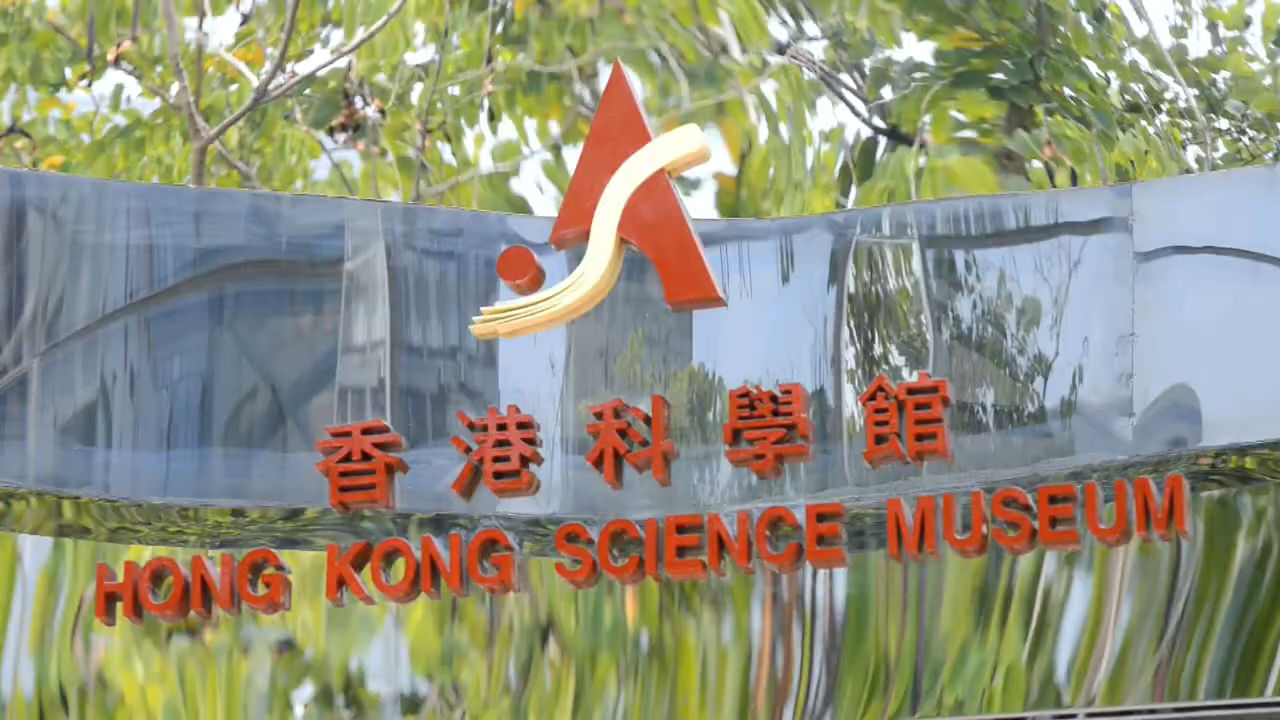 香港科學館
HONG KONG SCIENCE MUSEUM